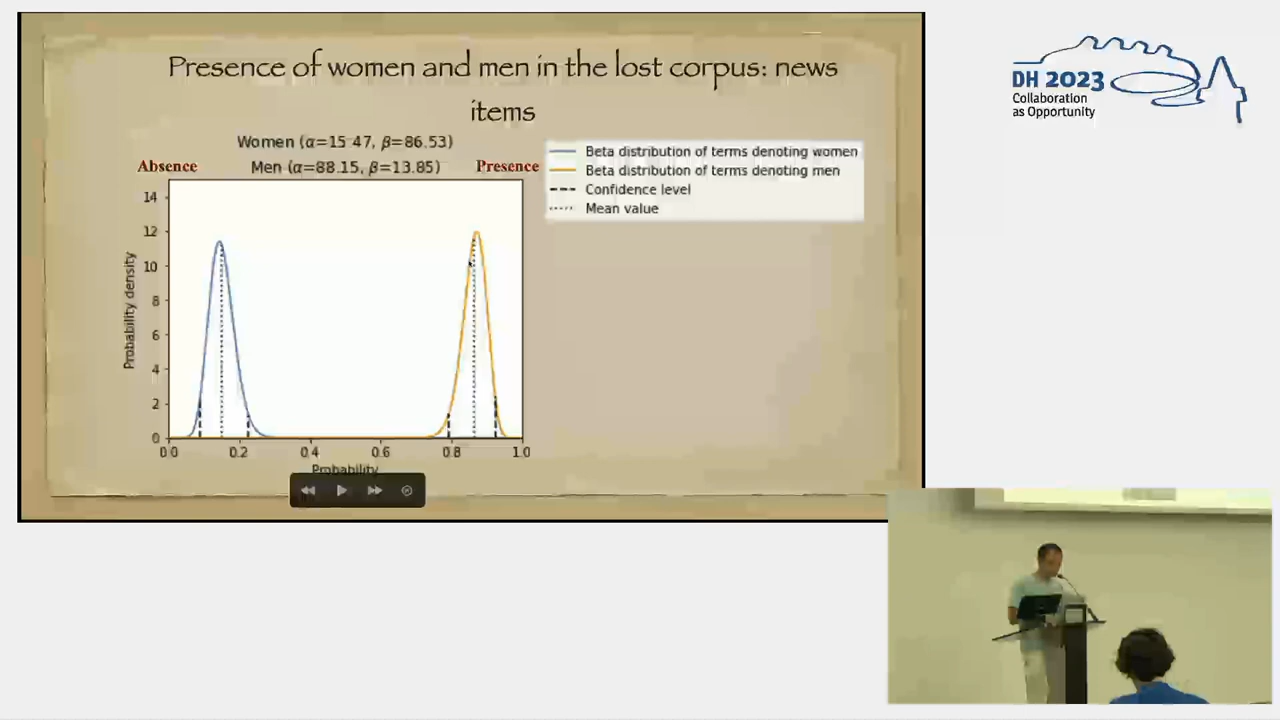 Presence of women and men in the lost corpus: news
items
Women (α=15.47, β=86.53)
Absence
Men (α=88.15, β=13.85)
Presence
Beta distribution of terms denoting women
Beta distribution of terms denoting men
Confidence level
Mean value
Probability density
14
12
10
8
6
4
2
0
0.0
0.2
0.4
0.6
0.8
1.0
Probability
DH 2023
Collaboration
as Opportunity